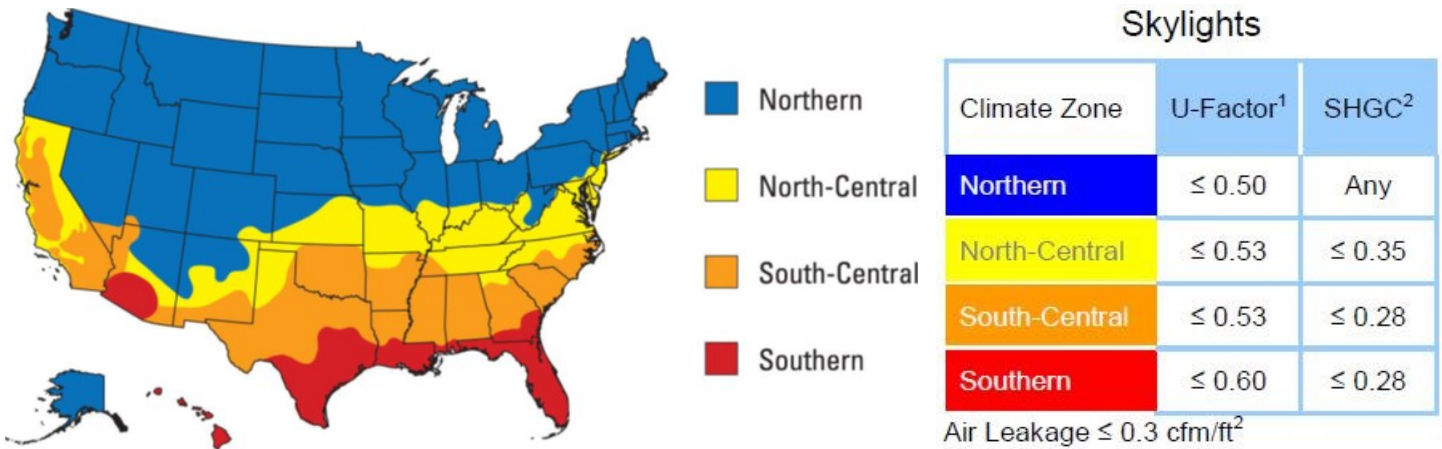 Northern
North-Central
South-Central
Southern
Skylights
Climate Zone U-Factor¹ SHGC²
Northern ≤ 0.50 Any
North-Central ≤ 0.53 ≤ 0.35
South-Central ≤ 0.53 ≤ 0.28
Southern ≤ 0.60 ≤ 0.28
Air Leakage ≤ 0.3 cfm/ft²